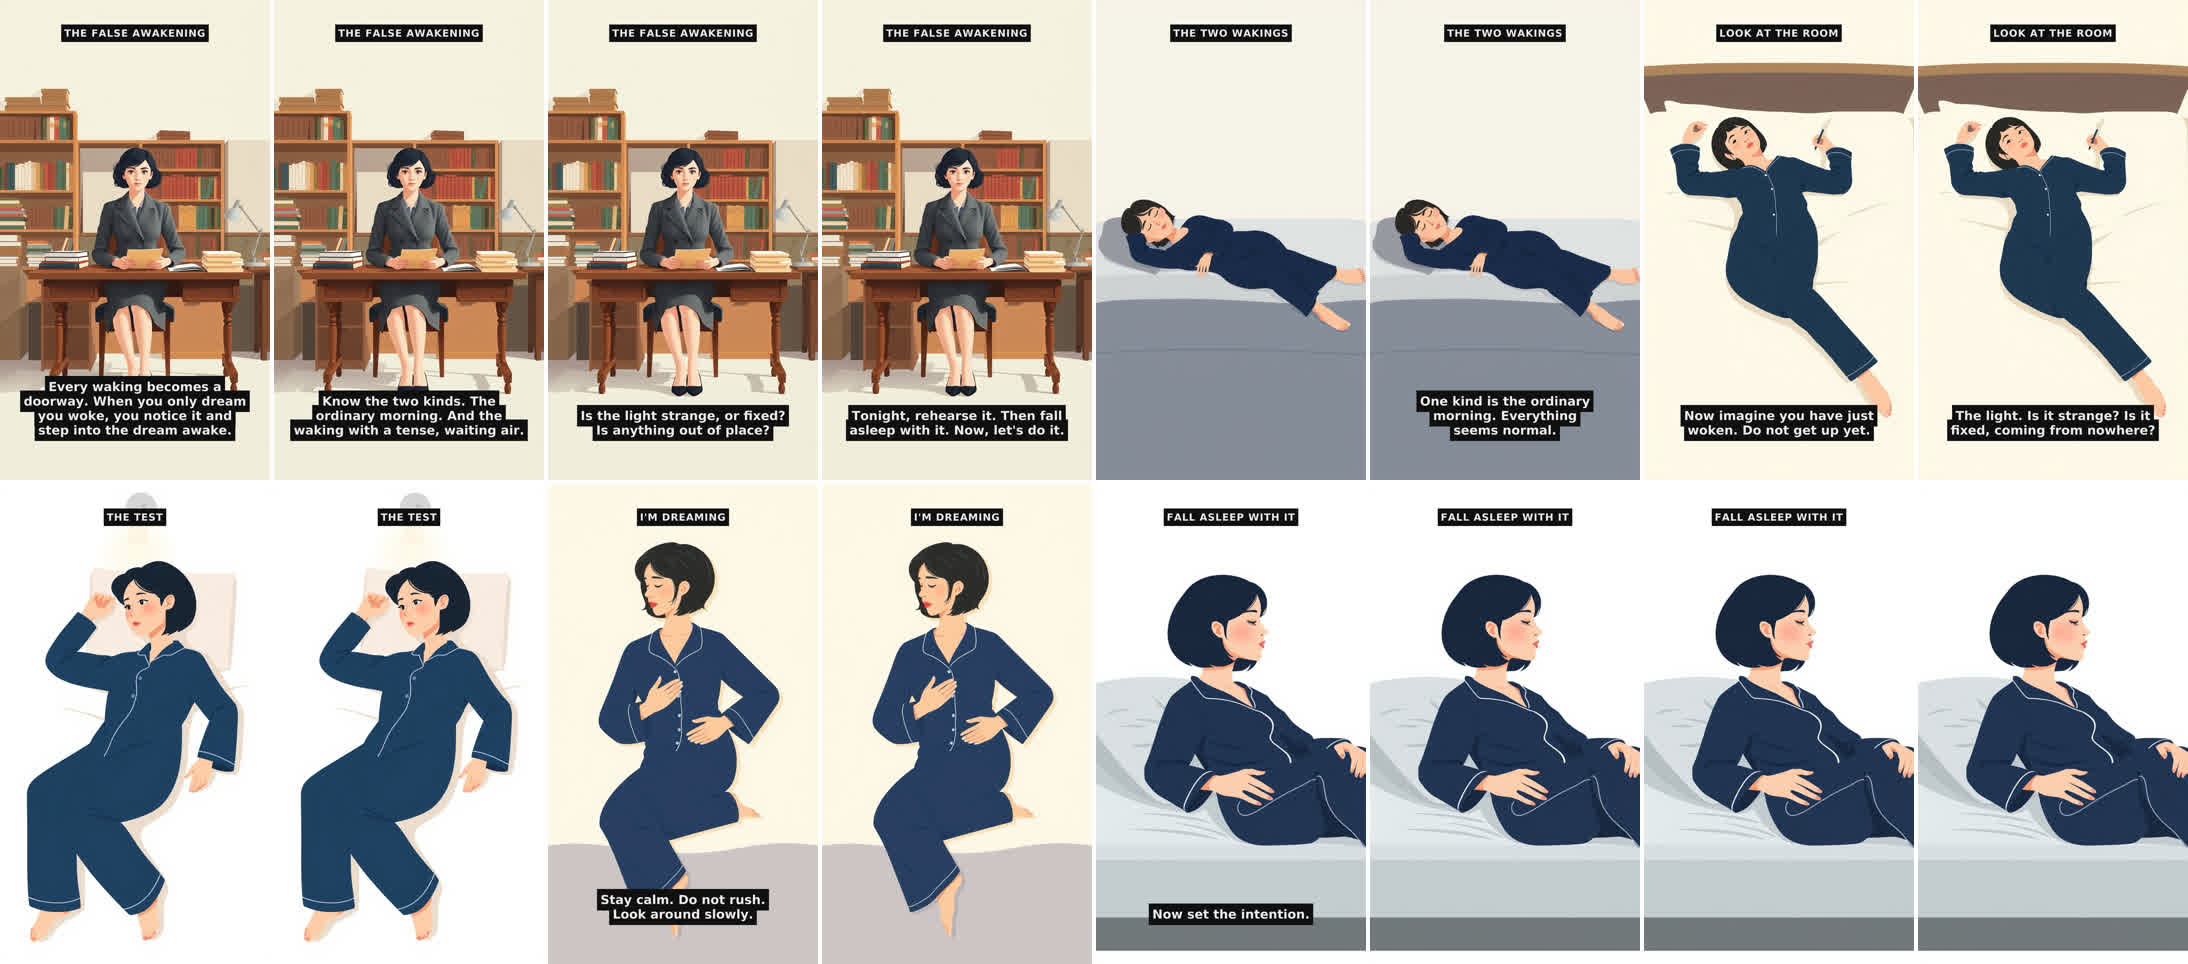 THE FALSE AWAKENING
Every waking becomes a
doorway. When you only dream
you woke, you notice it and
step into the dream awake.
THE FALSE AWAKENING
Know the two kinds. The
ordinary morning. And the
waking with a tense, waiting air.
THE FALSE AWAKENING
Is the light strange, or fixed?
Is anything out of place?
THE FALSE AWAKENING
Tonight, rehearse it. Then fall
asleep with it. Now, let's do it.
THE TWO WAKINGS
THE TWO WAKINGS
One kind is the ordinary
morning. Everything
seems normal.
LOOK AT THE ROOM
Now imagine you have just
woken. Do not get up yet.
LOOK AT THE ROOM
The light. Is it strange? Is it
fixed, coming from nowhere?
THE TEST
THE TEST
I'M DREAMING
Stay calm. Do not rush.
Look around slowly.
I'M DREAMING
FALL ASLEEP WITH IT
Now set the intention.
FALL ASLEEP WITH IT
FALL ASLEEP WITH IT